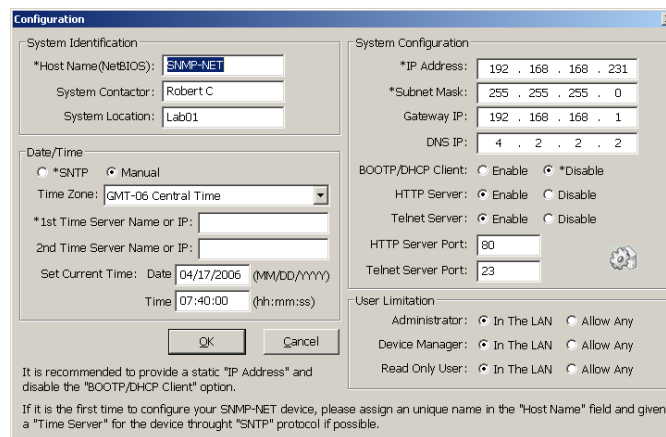 Configuration
System Identification
*Host Name(NetBIOS): SNMP-NET
System Contactor: Robert C
System Location: Lab01
Date/Time
*SNTP Manual
Time Zone: GMT-06 Central Time
*1st Time Server Name or IP:
2nd Time Server Name or IP:
Set Current Time: Date 04/17/2006 (MM/DD/YYYY)
Time 07:40:00 (hh:mm:ss)
OK Cancel
It is recommended to provide a static "IP Address" and
disable the "BOOTP/DHCP Client" option.
System Configuration
*IP Address: 192 . 168 . 168 . 231
*Subnet Mask: 255 . 255 . 255 . 0
Gateway IP: 192 . 168 . 168 . 1
DNS IP: 4 . 2 . 2 . 2
BOOTP/DHCP Client: Enable *Disable
HTTP Server: Enable Disable
Telnet Server: Enable Disable
HTTP Server Port: 80
Telnet Server Port: 23
User Limitation
Administrator: In The LAN Allow Any
Device Manager: In The LAN Allow Any
Read Only User: In The LAN Allow Any
If it is the first time to configure your SNMP-NET device, please assign an unique name in the "Host Name" field and given
a "Time Server" for the device throught "SNTP" protocol if possible.